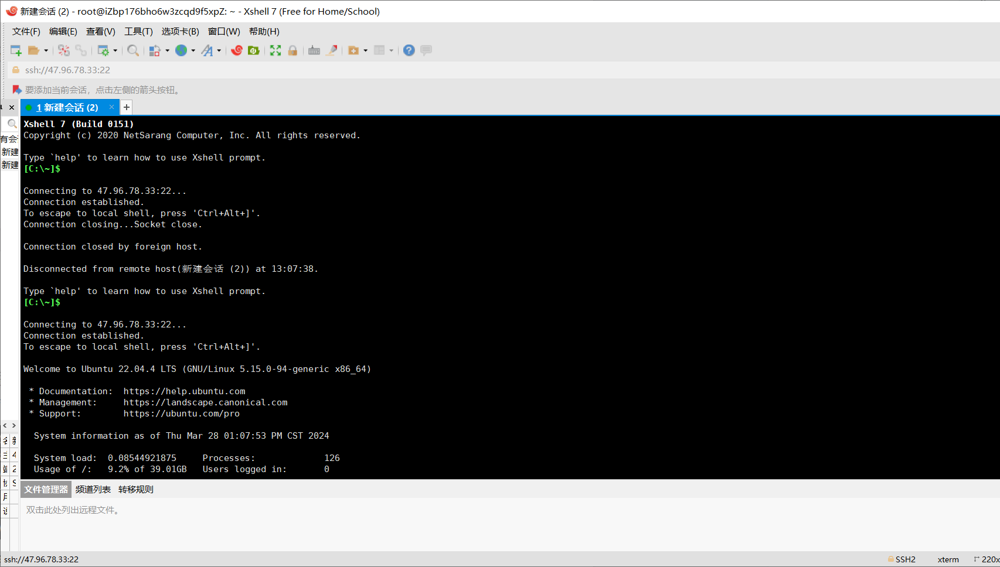 新建会话 (2) - root@iZbp176bho6w3zcqd9f5xpZ: ~ - Xshell 7 (Free for Home/School)
文件(F) 编辑(E) 查看(V) 工具(T) 选项卡(B) 窗口(W) 帮助(H)
ssh://47.96.78.33:22
要添加当前会话，点击左侧的箭头按钮。
1 新建会话 (2)
有会
新建
新建
Xshell 7 (Build 0151)
Copyright (c) 2020 NetSarang Computer, Inc. All rights reserved.
Type `help' to learn how to use Xshell prompt.
[C:\~]$
Connecting to 47.96.78.33:22...
Connection established.
To escape to local shell, press 'Ctrl+Alt+]'.
Connection closing...Socket close.
Connection closed by foreign host.
Disconnected from remote host(新建会话 (2)) at 13:07:38.
Type `help' to learn how to use Xshell prompt.
[C:\~]$
Connecting to 47.96.78.33:22...
Connection established.
To escape to local shell, press 'Ctrl+Alt+]'.
Welcome to Ubuntu 22.04.4 LTS (GNU/Linux 5.15.0-94-generic x86_64)
* Documentation: https://help.ubuntu.com
* Management: https://landscape.canonical.com
* Support: https://ubuntu.com/pro
System information as of Thu Mar 28 01:07:53 PM CST 2024
System load: 0.08544921875 Processes: 126
Usage of /: 9.2% of 39.01GB Users logged in: 0
文件管理器 频道列表 转移规则
双击此处列出远程文件。
ssh://47.96.78.33:22 SSH2 xterm 220x